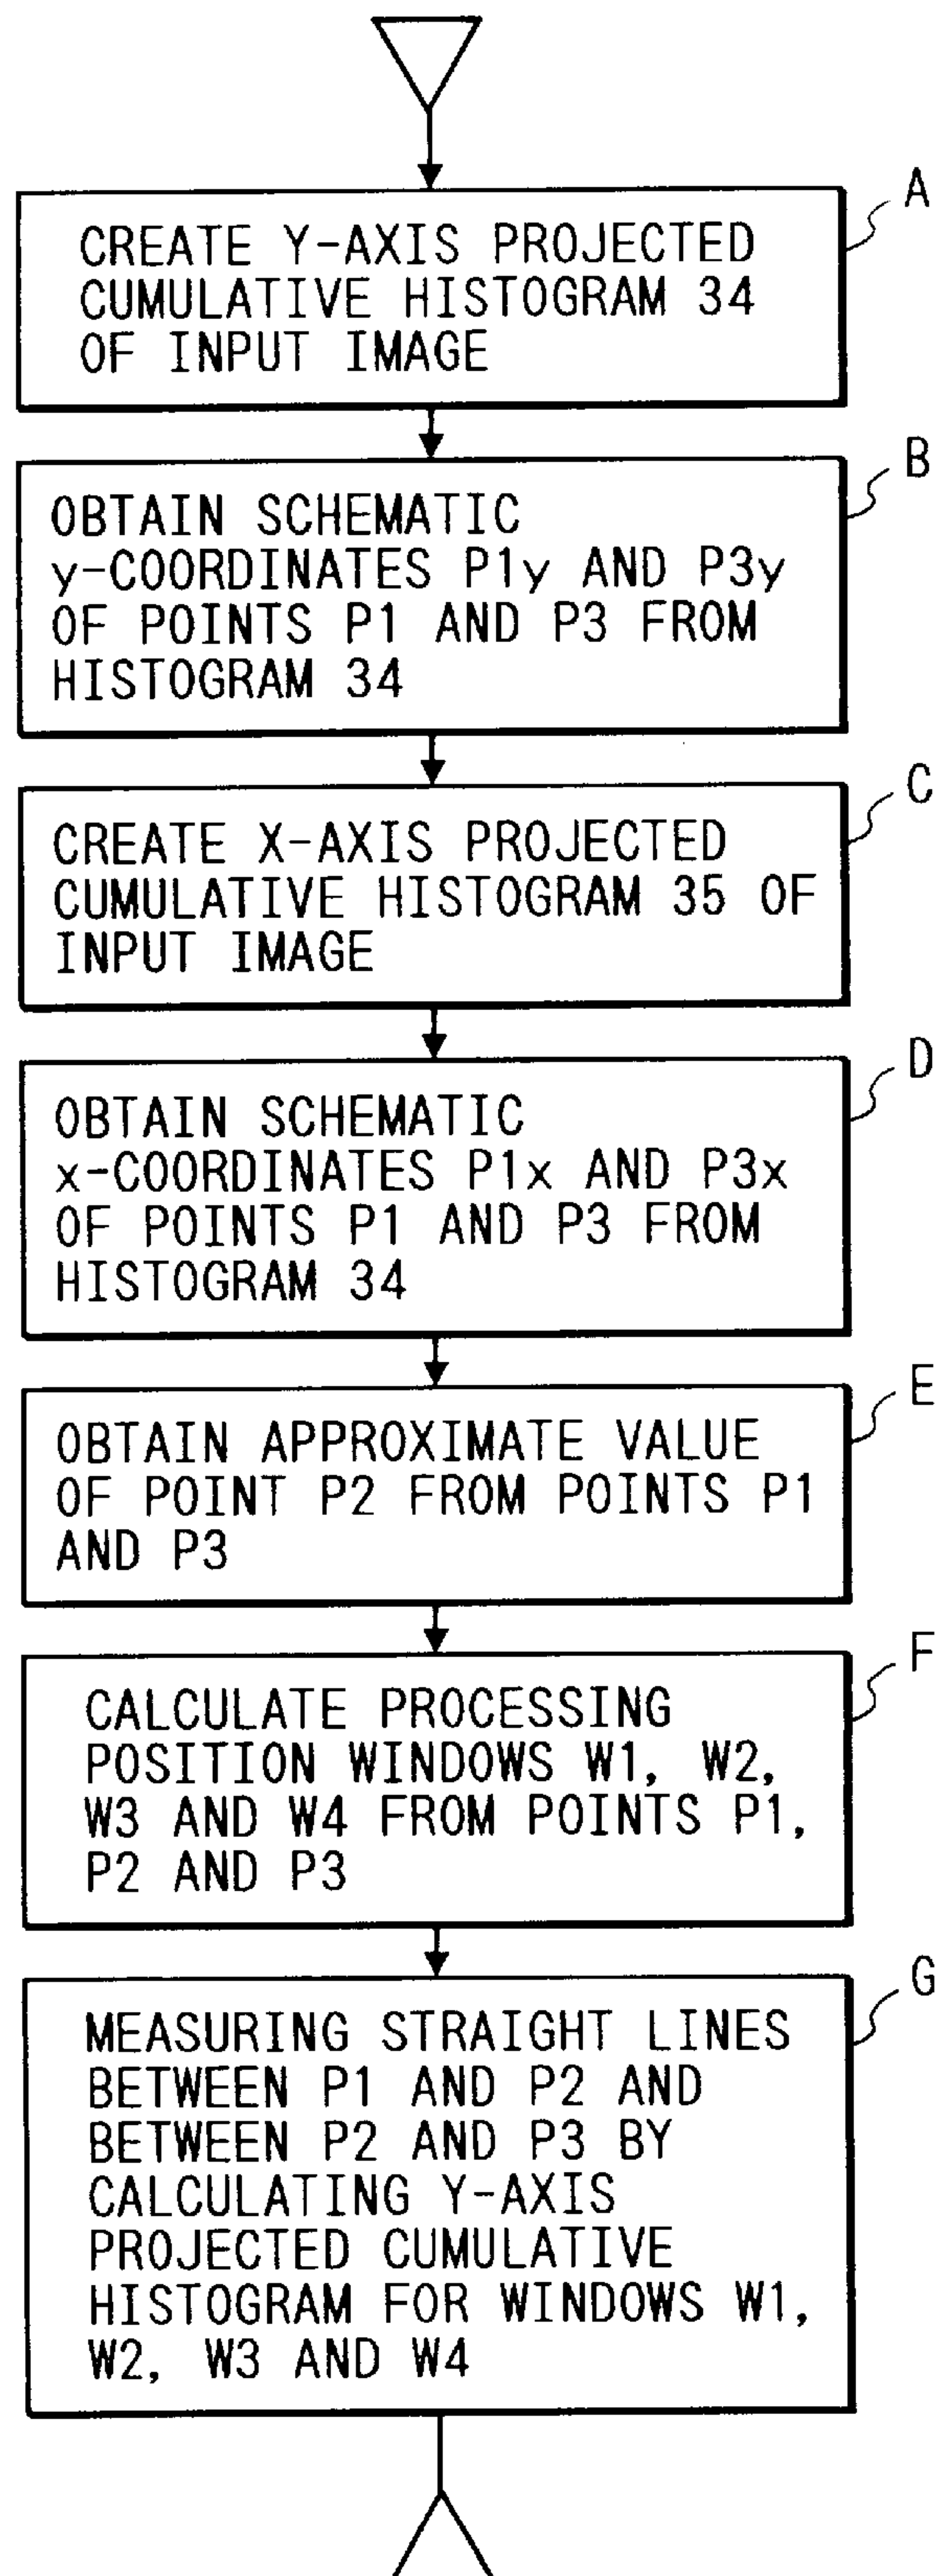 A
CREATE Y-AXIS PROJECTED
CUMULATIVE HISTOGRAM 34
OF INPUT IMAGE
B
OBTAIN SCHEMATIC
y-COORDINATES P1y AND P3y
OF POINTS P1 AND P3 FROM
HISTOGRAM 34
C
CREATE X-AXIS PROJECTED
CUMULATIVE HISTOGRAM 35 OF
INPUT IMAGE
D
OBTAIN SCHEMATIC
x-COORDINATES P1x AND P3x
OF POINTS P1 AND P3 FROM
HISTOGRAM 34
E
OBTAIN APPROXIMATE VALUE
OF POINT P2 FROM POINTS P1
AND P3
F
CALCULATE PROCESSING
POSITION WINDOWS W1, W2,
W3 AND W4 FROM POINTS P1,
P2 AND P3
G
MEASURING STRAIGHT LINES
BETWEEN P1 AND P2 AND
BETWEEN P2 AND P3 BY
CALCULATING Y-AXIS
PROJECTED CUMULATIVE
HISTOGRAM FOR WINDOWS W1,
W2, W3 AND W4